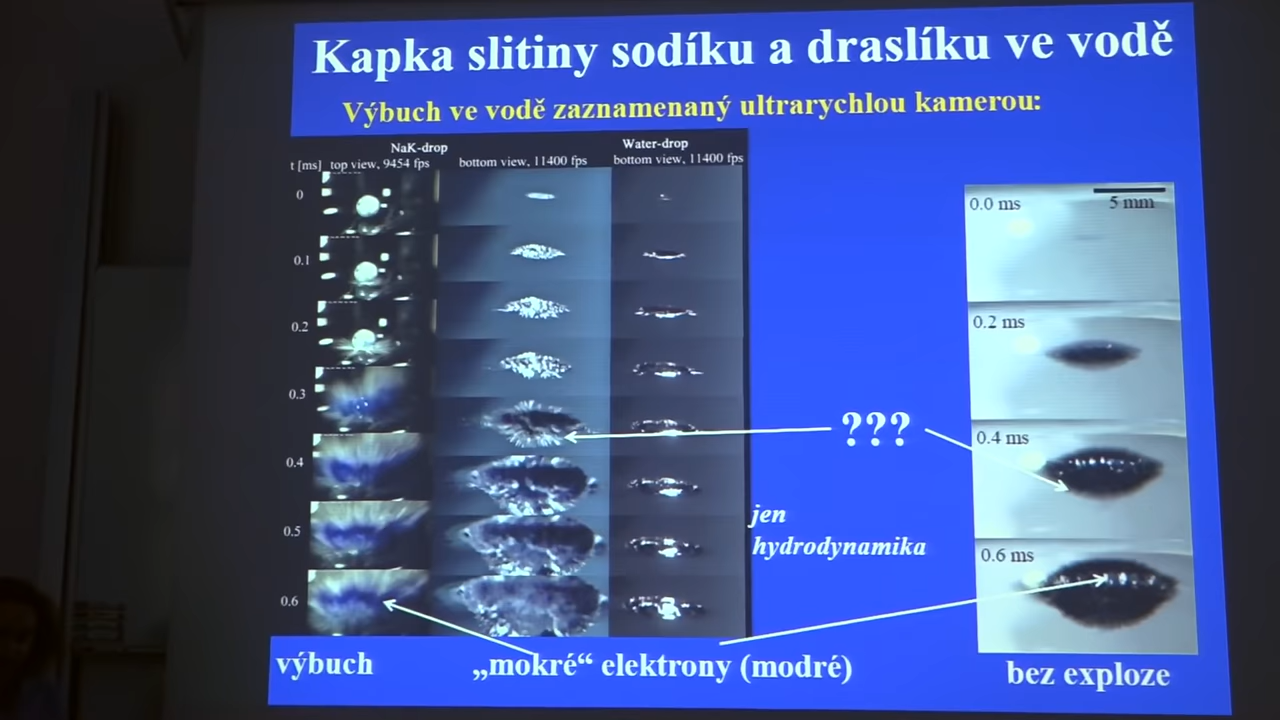 Kapka slitiny sodíku a draslíku ve vodě
Výbuch ve vodě zaznamenaný ultrarychlou kamerou:
NaK-drop
Water-drop
t [ms] top view, 9454 fps bottom view, 11400 fps bottom view, 11400 fps
0
0.1
0.2
0.3
0.4
0.5
0.6
0.0 ms
5 mm
0.2 ms
0.4 ms
0.6 ms
???
jen
hydrodynamika
výbuch
„mokré“ elektrony (modré)
bez exploze